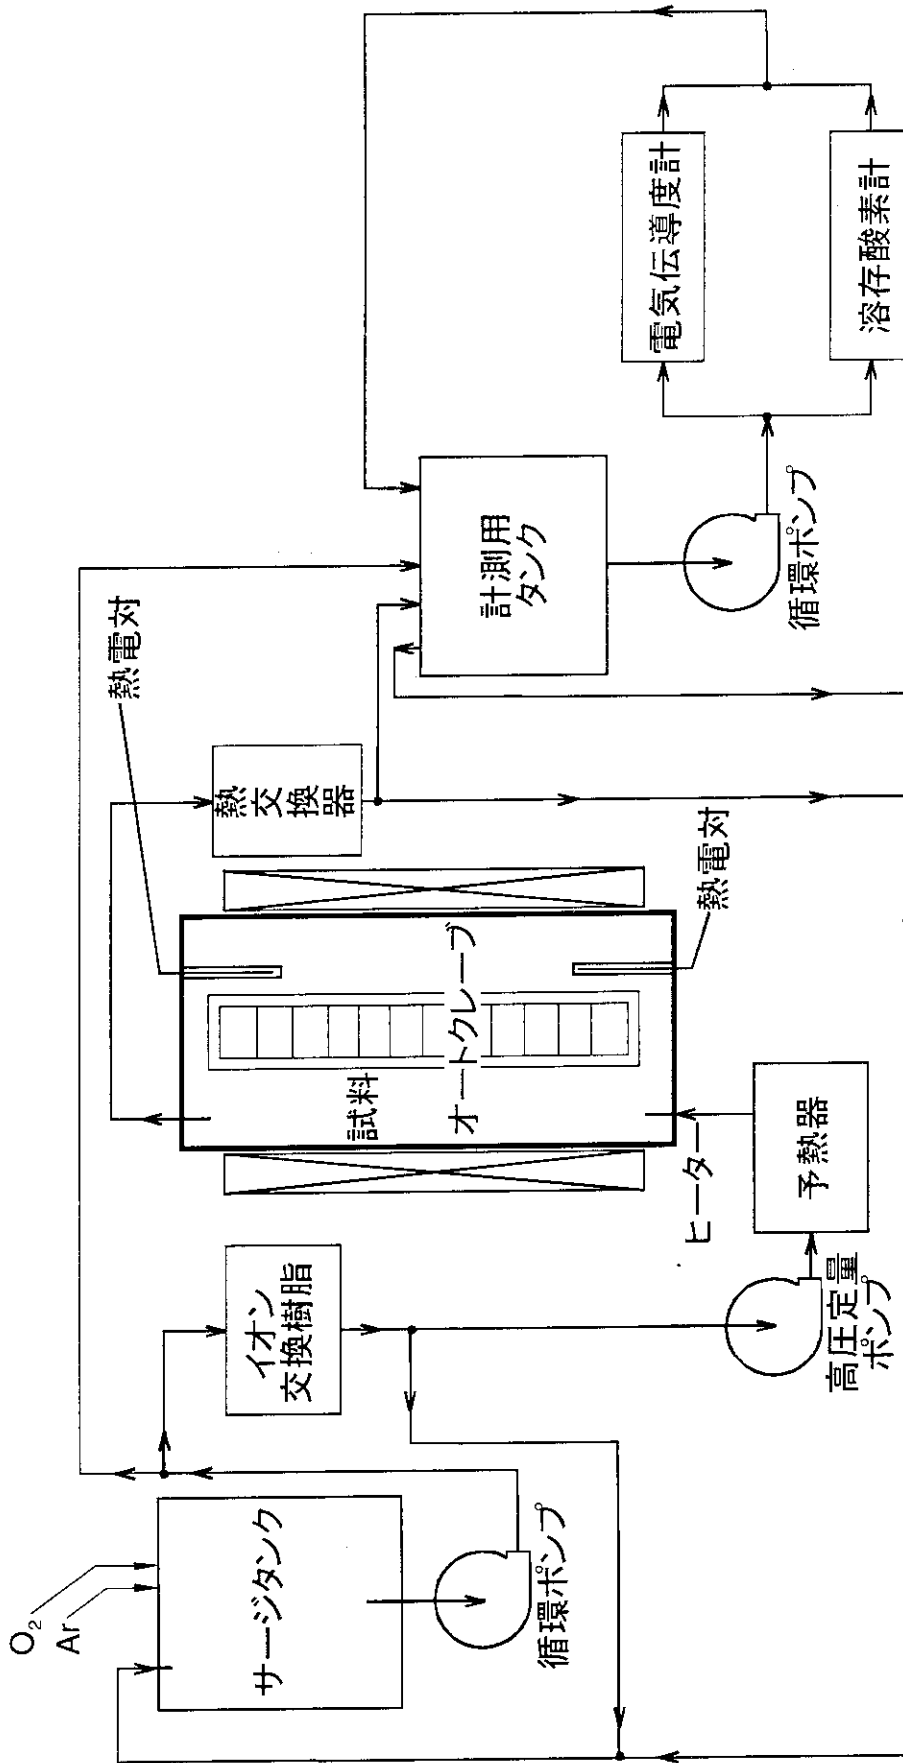 O₂
Ar
サージタンク
循環ポンプ
イオン
交換樹脂
高圧定量
ポンプ
予熱器
ヒーター
試料
オートクレーブ
熱電対
熱電対
熱交換器
計測用
タンク
循環ポンプ
電気伝導度計
溶存酸素計